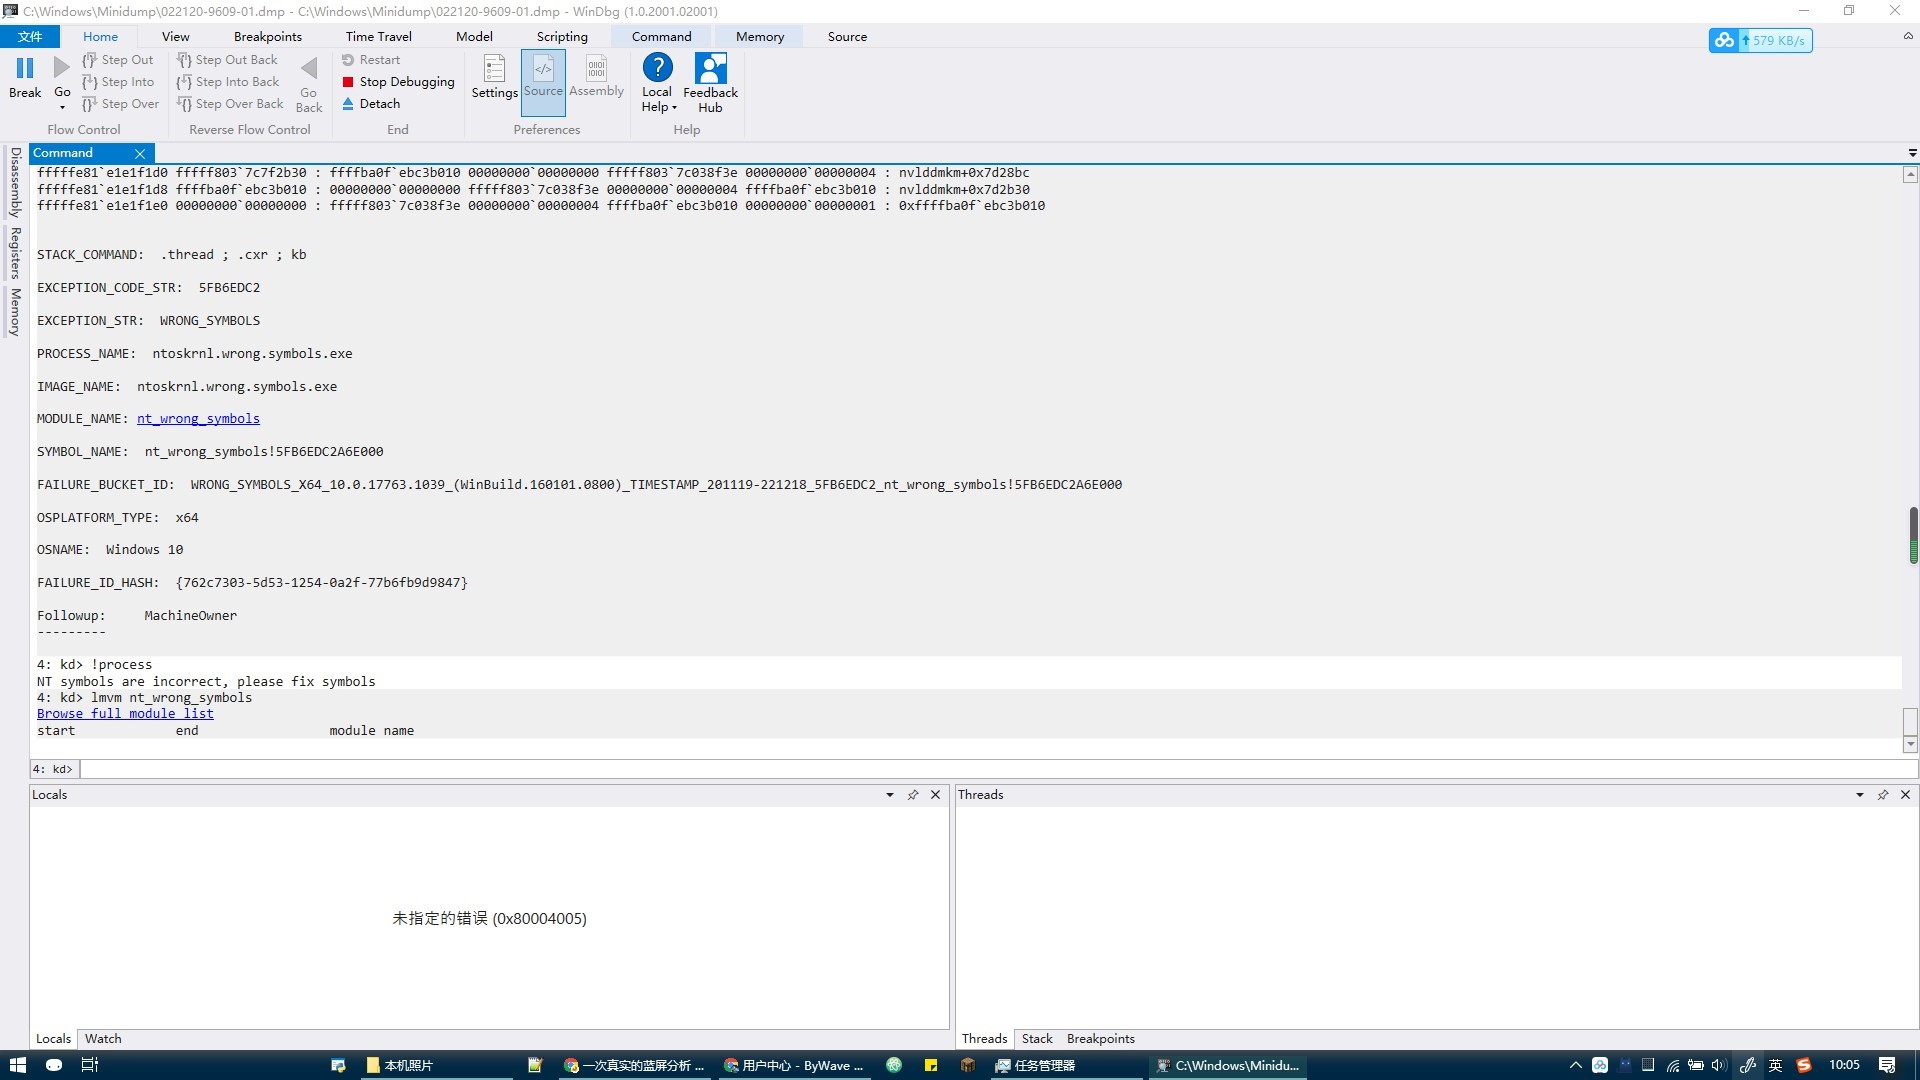 C:\Windows\Minidump\022120-9609-01.dmp - C:\Windows\Minidump\022120-9609-01.dmp - WinDbg (1.0.2001.02001)
文件 Home View Breakpoints Time Travel Model Scripting Command Memory Source
579 KB/s
Break
Go
Step Out
Step Into
Step Over
Flow Control
Step Out Back
Step Into Back
Step Over Back
Go Back
Reverse Flow Control
Restart
Stop Debugging
Detach
End
Settings
Source
Assembly
Preferences
Local Help
Feedback Hub
Help
Disassembly
Registers
Memory
Command
fffffe81`e1e1f1d0 fffff803`7c7f2b30 : ffffba0f`ebc3b010 00000000`00000000 fffff803`7c038f3e 00000000`00000004 : nvlddmkm+0x7d28bc
fffffe81`e1e1f1d8 ffffba0f`ebc3b010 : 00000000`00000000 fffff803`7c038f3e 00000000`00000004 ffffba0f`ebc3b010 : nvlddmkm+0x7d2b30
fffffe81`e1e1f1e0 00000000`00000000 : fffff803`7c038f3e 00000000`00000004 ffffba0f`ebc3b010 00000000`00000001 : 0xffffba0f`ebc3b010
STACK_COMMAND:  .thread ; .cxr ; kb
EXCEPTION_CODE_STR:  5FB6EDC2
EXCEPTION_STR:  WRONG_SYMBOLS
PROCESS_NAME:  ntoskrnl.wrong.symbols.exe
IMAGE_NAME:  ntoskrnl.wrong.symbols.exe
MODULE_NAME: nt_wrong_symbols
SYMBOL_NAME:  nt_wrong_symbols!5FB6EDC2A6E000
FAILURE_BUCKET_ID:  WRONG_SYMBOLS_X64_10.0.17763.1039_(WinBuild.160101.0800)_TIMESTAMP_201119-221218_5FB6EDC2_nt_wrong_symbols!5FB6EDC2A6E000
OSPLATFORM_TYPE:  x64
OSNAME:  Windows 10
FAILURE_ID_HASH:  {762c7303-5d53-1254-0a2f-77b6fb9d9847}
Followup:     MachineOwner
---------
4: kd> !process
NT symbols are incorrect, please fix symbols
4: kd> lmvm nt_wrong_symbols
Browse full module list
start             end                 module name
4: kd>
Locals
未指定的错误 (0x80004005)
Locals Watch
Threads
Threads Stack Breakpoints
本机照片
一次真实的蓝屏分析 ...
用户中心 - ByWave ...
任务管理器
C:\Windows\Minidu...
英
10:05